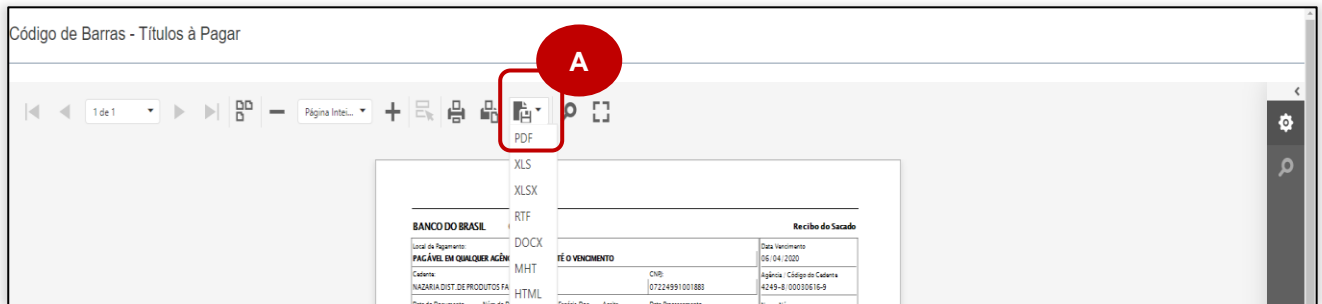 Código de Barras - Títulos à Pagar
A
1 de 1
Página Intei...
PDF
XLS
XLSX
RTF
DOCX
MHT
HTML
BANCO DO BRASIL
Recibo do Sacado
Local de Pagamento:
Data Vencimento
PAGÁVEL EM QUALQUER AGÊN
TÉ O VENCIMENTO
06/04/2020
Cedente
CNPJ:
Agência / Código do Cedente
NAZARIA DIST. DE PRODUTOS FA
07224991001883
4249-8/00030616-9